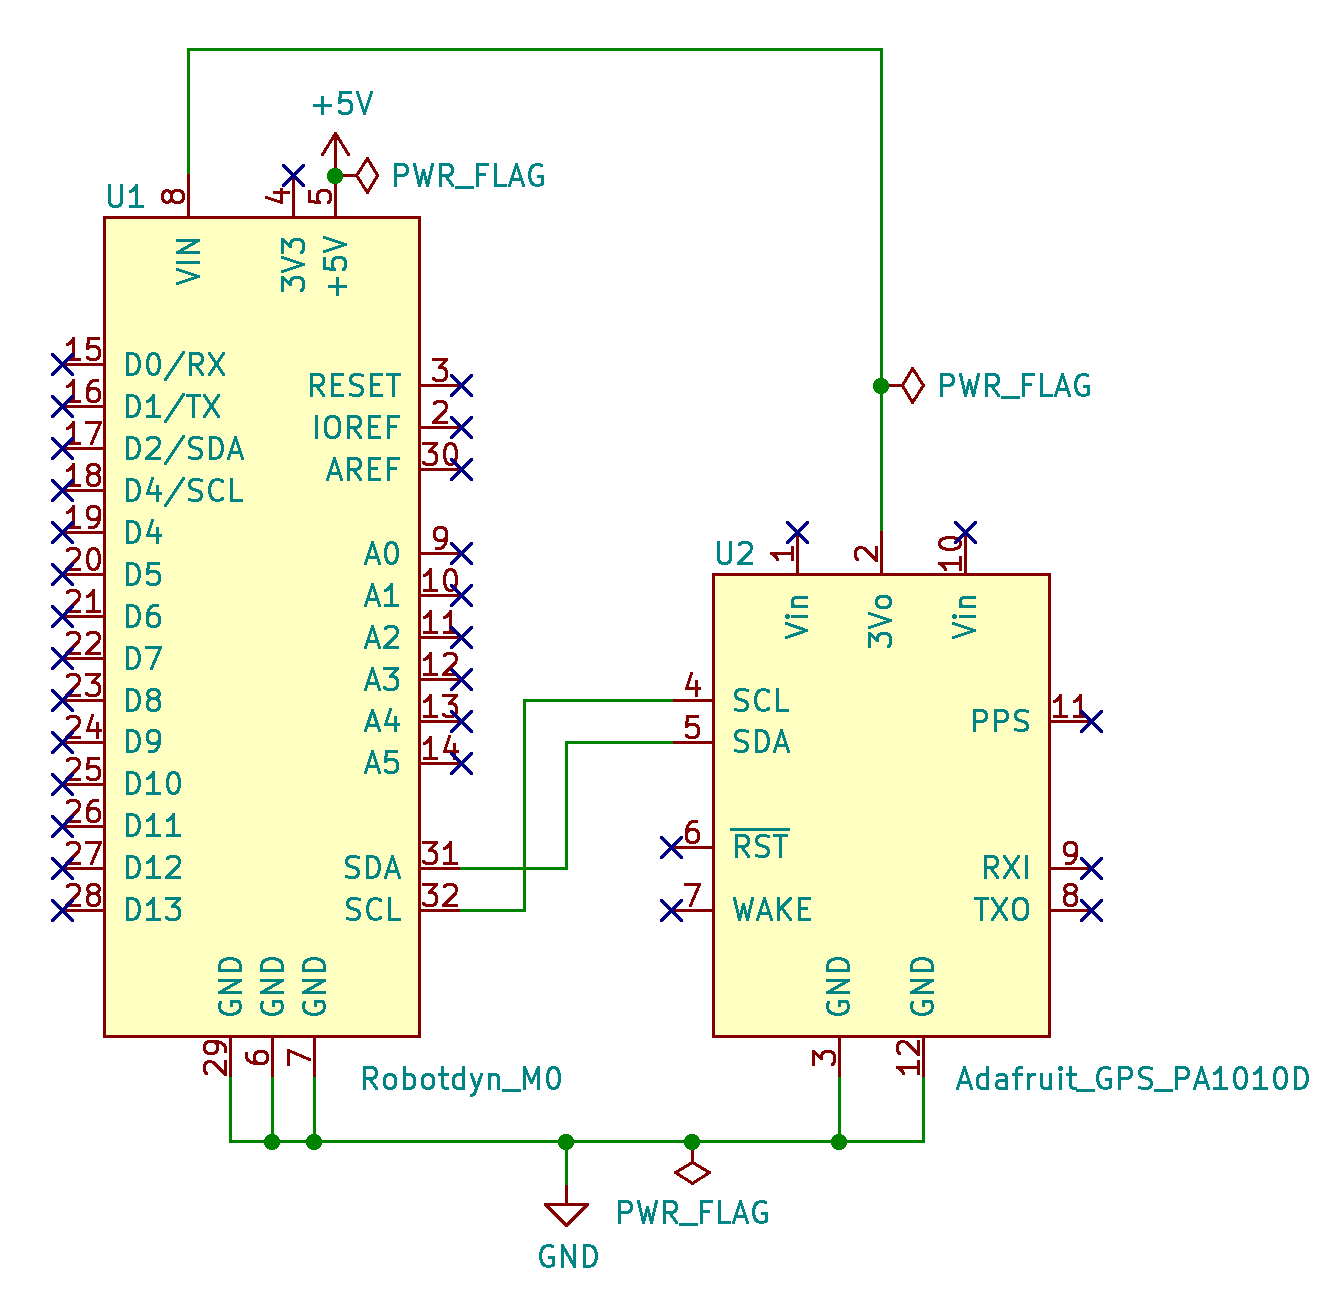 +5V
PWR_FLAG
U1
8
4
5
VIN
3V3
+5V
15 D0/RX
16 D1/TX
17 D2/SDA
18 D4/SCL
19 D4
20 D5
21 D6
22 D7
23 D8
24 D9
25 D10
26 D11
27 D12
28 D13
RESET 3
IOREF 2
AREF 30
A0 9
A1 10
A2 11
A3 12
A4 13
A5 14
SDA 31
SCL 32
GND
GND
GND
29
6
7
Robotdyn_M0
PWR_FLAG
U2
1
2
10
Vin
3Vo
Vin
4 SCL
5 SDA
6 RST
7 WAKE
PPS 11
RXI 9
TXO 8
GND
GND
3
12
Adafruit_GPS_PA1010D
PWR_FLAG
GND